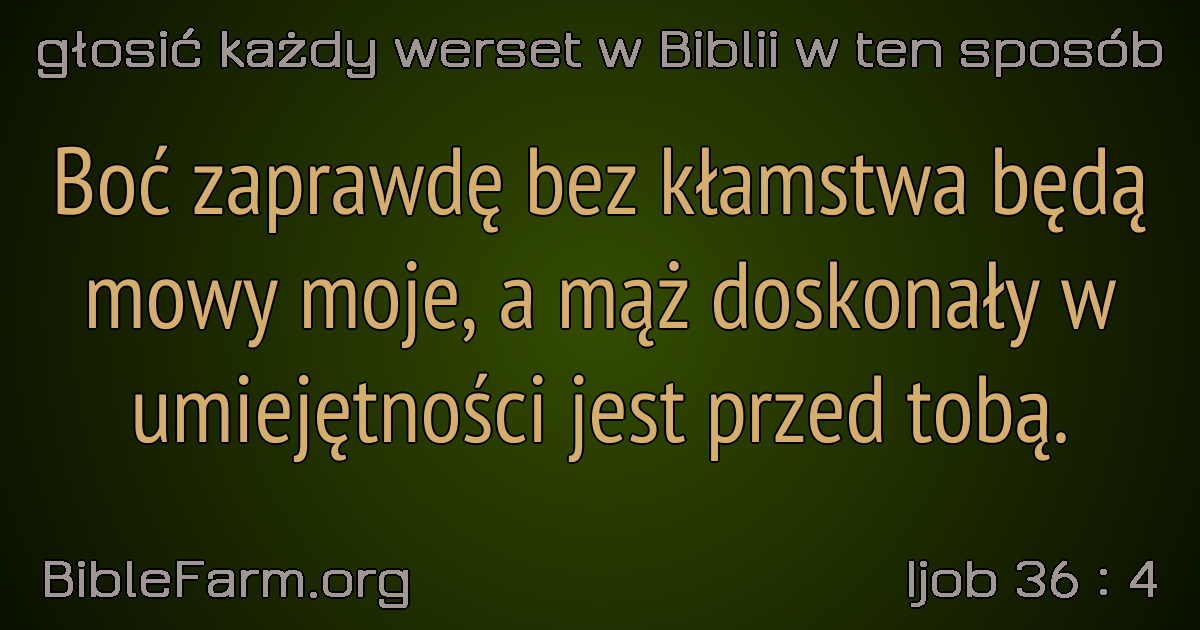 głosić każdy werset w Biblii w ten sposób
Boć zaprawdę bez kłamstwa będą
mowy moje, a mąż doskonały w
umiejętności jest przed tobą.
BibleFarm.org
Ijob 36 : 4